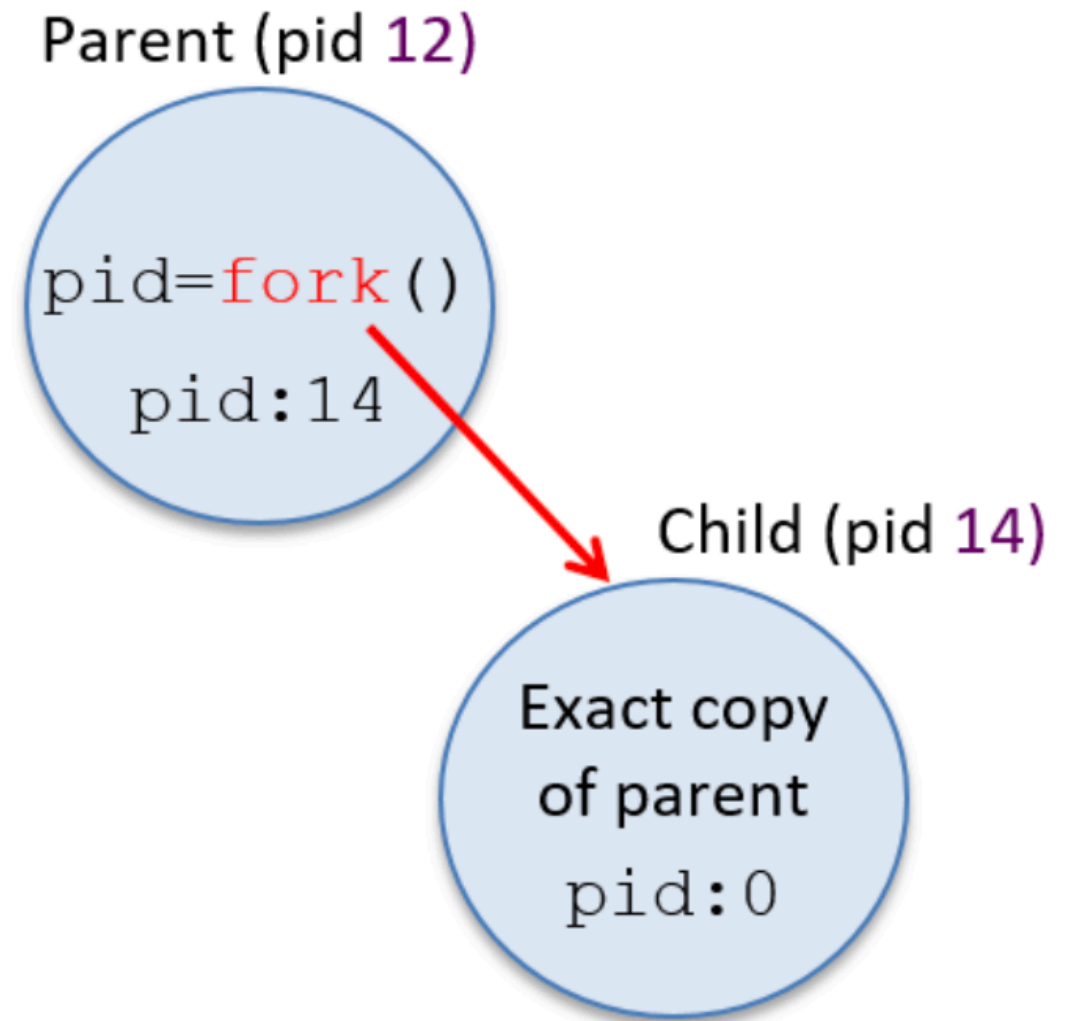 Parent (pid 12)
pid=fork()
pid:14
Child (pid 14)
Exact copy
of parent
pid:0